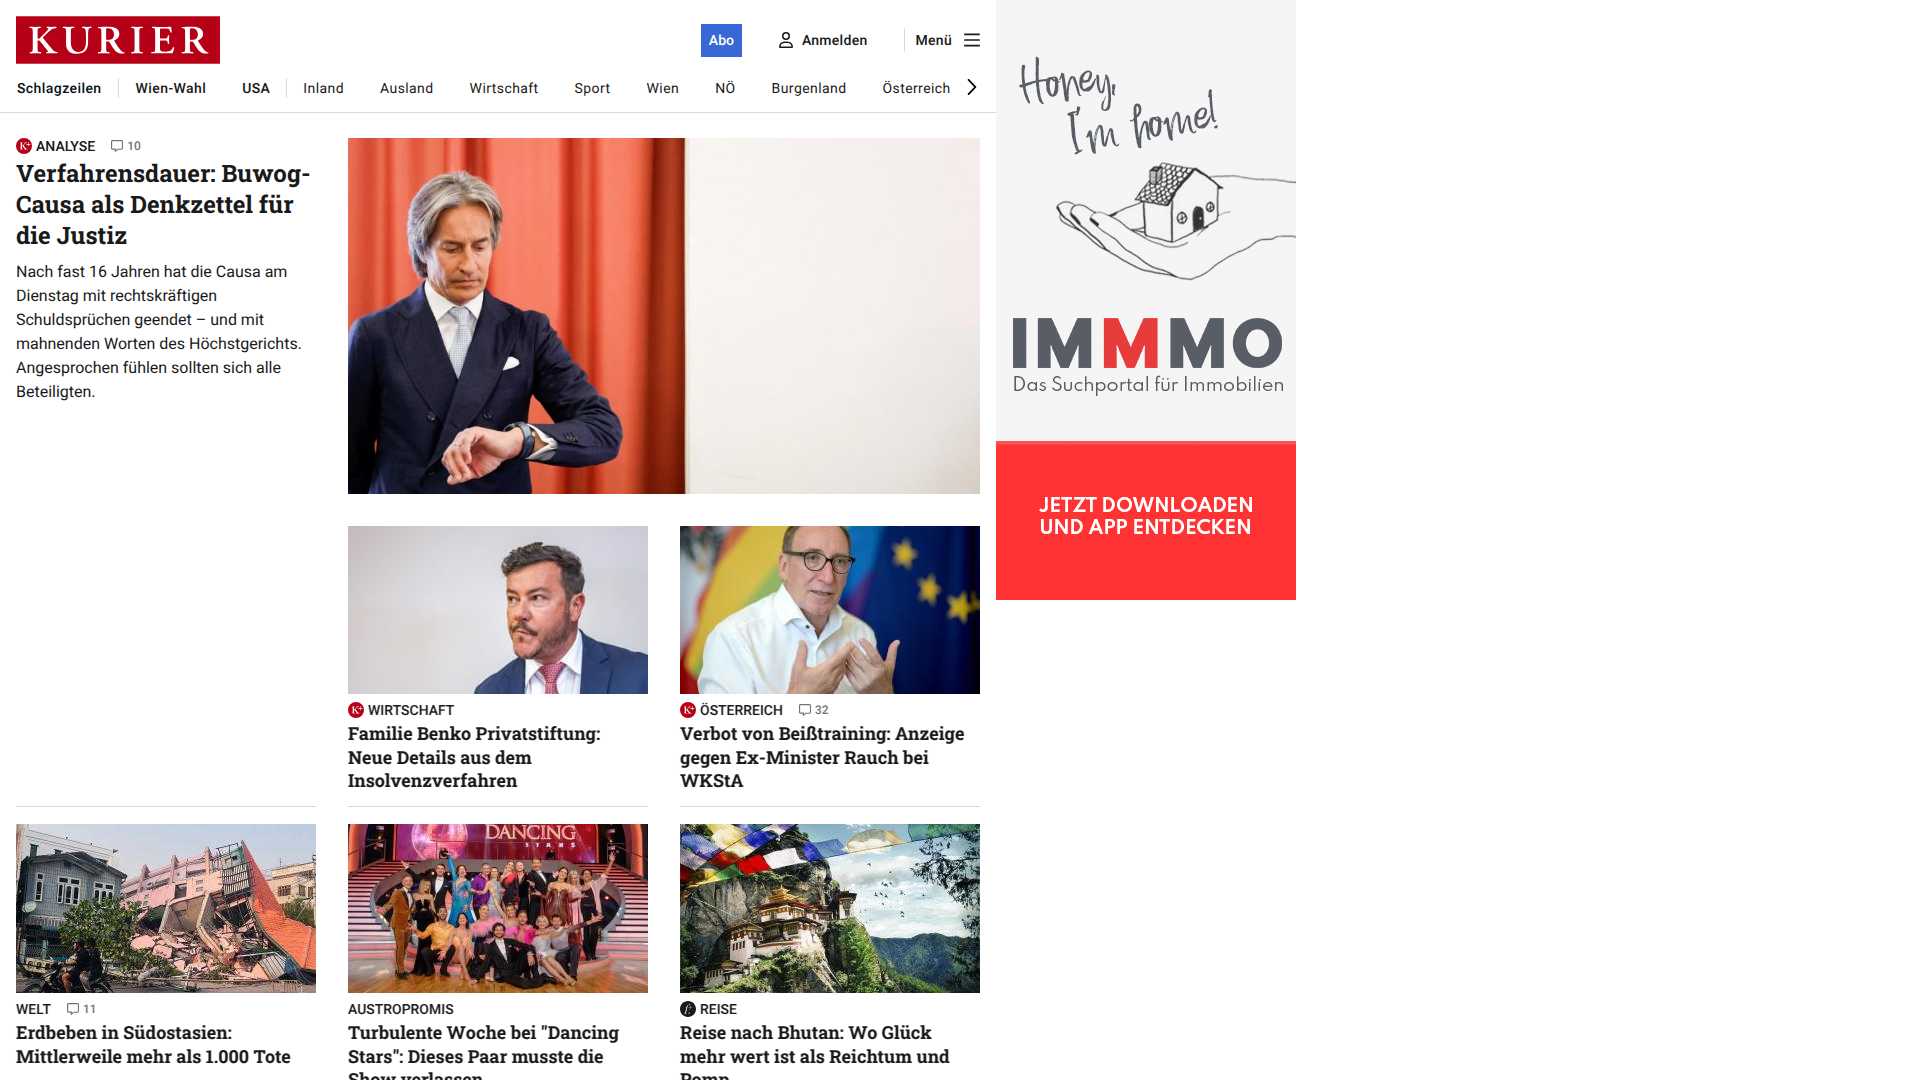 KURIER
Abo
Anmelden
Menü
Schlagzeilen
Wien-Wahl
USA
Inland
Ausland
Wirtschaft
Sport
Wien
NÖ
Burgenland
Österreich
ANALYSE
10
Verfahrensdauer: Buwog-
Causa als Denkzettel für
die Justiz
Nach fast 16 Jahren hat die Causa am
Dienstag mit rechtskräftigen
Schuldsprüchen geendet – und mit
mahnenden Worten des Höchstgerichts.
Angesprochen fühlen sollten sich alle
Beteiligten.
WIRTSCHAFT
Familie Benko Privatstiftung:
Neue Details aus dem
Insolvenzverfahren
ÖSTERREICH
32
Verbot von Beißtraining: Anzeige
gegen Ex-Minister Rauch bei
WKStA
WELT
11
Erdbeben in Südostasien:
Mittlerweile mehr als 1.000 Tote
DANCING
STARS
AUSTROPROMIS
Turbulente Woche bei "Dancing
Stars": Dieses Paar musste die
Show verlassen
REISE
Reise nach Bhutan: Wo Glück
mehr wert ist als Reichtum und
Pomp
Honey,
I'm home!
IMMMO
Das Suchportal für Immobilien
JETZT DOWNLOADEN
UND APP ENTDECKEN